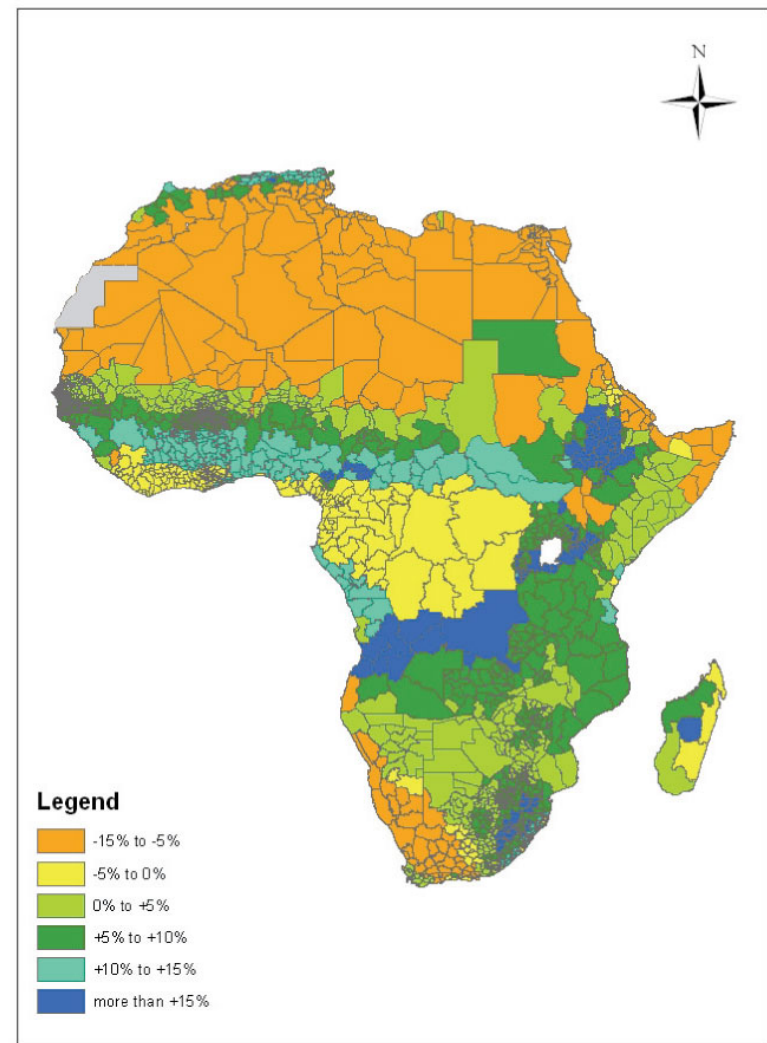 N
Legend
-15% to -5%
-5% to 0%
0% to +5%
+5% to +10%
+10% to +15%
more than +15%